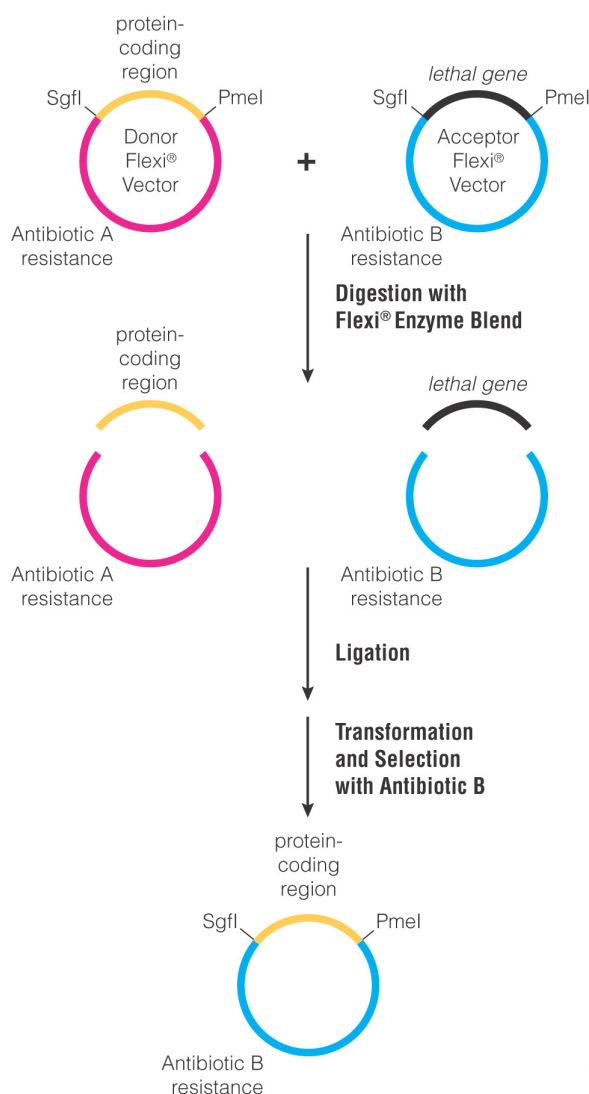 protein-
coding
region
SgfI
PmeI
Donor
Flexi®
Vector
Antibiotic A
resistance
+
lethal gene
SgfI
PmeI
Acceptor
Flexi®
Vector
Antibiotic B
resistance
Digestion with
Flexi® Enzyme Blend
protein-
coding
region
Antibiotic A
resistance
lethal gene
Antibiotic B
resistance
Ligation
Transformation
and Selection
with Antibiotic B
protein-
coding
region
SgfI
PmeI
Antibiotic B
resistance